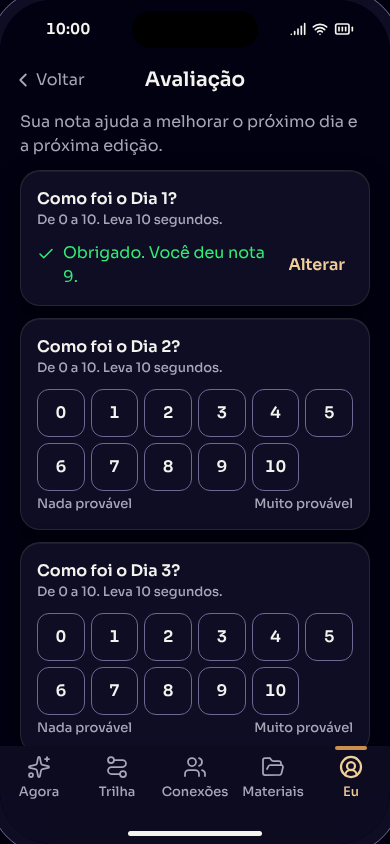 10:00
Voltar
Avaliação
Sua nota ajuda a melhorar o próximo dia e
a próxima edição.
Como foi o Dia 1?
De 0 a 10. Leva 10 segundos.
Obrigado. Você deu nota
9.
Alterar
Como foi o Dia 2?
De 0 a 10. Leva 10 segundos.
0 1 2 3 4 5
6 7 8 9 10
Nada provável Muito provável
Como foi o Dia 3?
De 0 a 10. Leva 10 segundos.
0 1 2 3 4 5
6 7 8 9 10
Nada provável Muito provável
Agora Trilha Conexões Materiais Eu